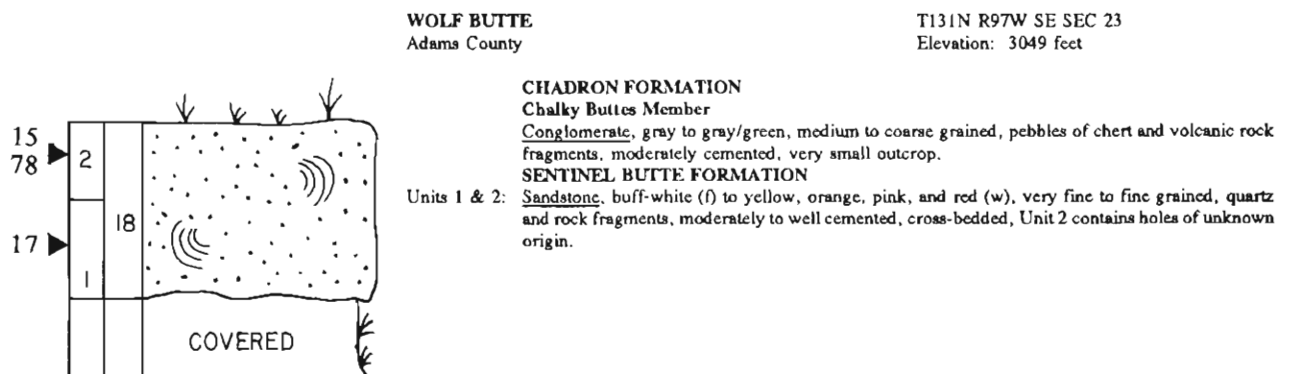 WOLF BUTTE
Adams County
T131N R97W SE SEC 23
Elevation: 3049 feet
CHADRON FORMATION
Chalky Buttes Member
Conglomerate, gray to gray/green, medium to coarse grained, pebbles of chert and volcanic rock
fragments, moderately cemented, very small outcrop.
SENTINEL BUTTE FORMATION
Units 1 & 2: Sandstone, buff-white (f) to yellow, orange, pink, and red (w), very fine to fine grained, quartz
and rock fragments, moderately to well cemented, cross-bedded, Unit 2 contains holes of unknown
origin.
15
78
2
17
18
1
COVERED